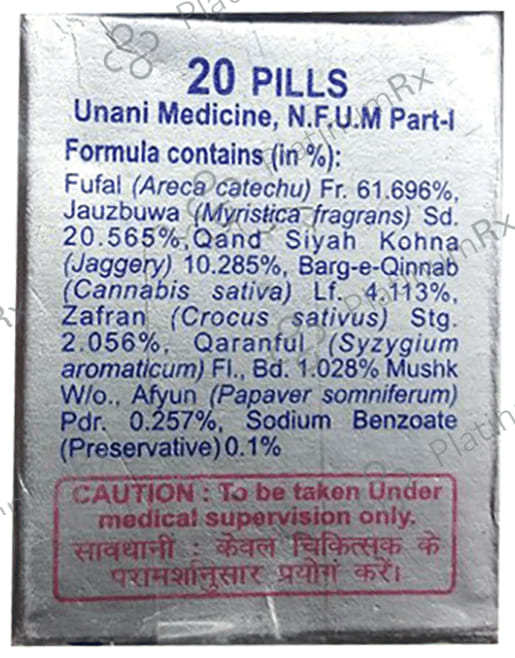 20 PILLS
Unani Medicine, N.F.U.M Part-I
Formula contains (in %):
Fufal (Areca catechu) Fr. 61.696%,
Jauzbuwa (Myristica fragrans) Sd.
20.565%,Qand Siyah Kohna
(Jaggery) 10.285%, Barg-e-Qinnab
(Cannabis sativa) Lf. 4.113%,
Zafran (Crocus sativus) Stg.
2.056%, Qaranful (Syzygium
aromaticum) Fl., Bd. 1.028% Mushk
W/o., Afyun (Papaver somniferum)
Pdr. 0.257%, Sodium Benzoate
(Preservative) 0.1%
CAUTION : To be taken Under
medical supervision only.
सावधानी : केवल चिकित्सक के
परामर्शानुसार प्रयोग करें।
PlatinumRx
PlatinumRx
PlatinumRx